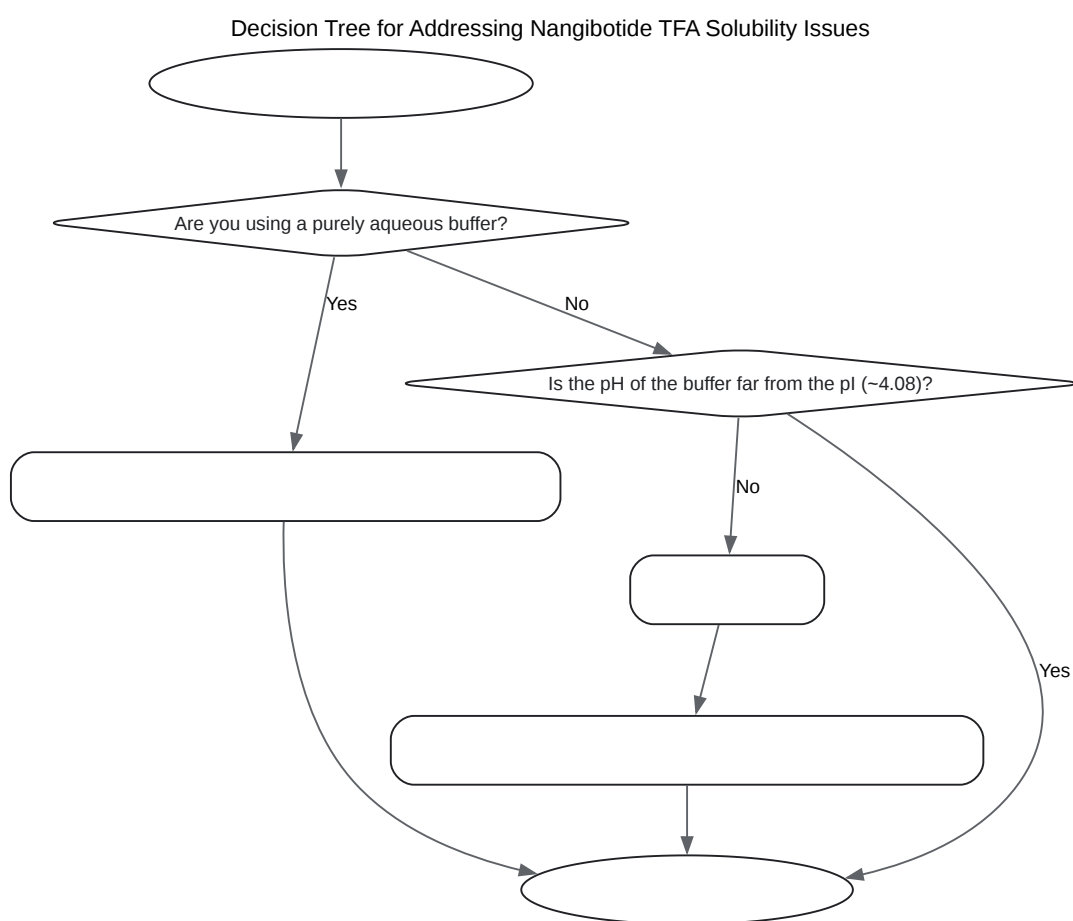 Decision Tree for Addressing Nangibotide TFA Solubility Issues
Are you using a purely aqueous buffer?
Yes
No
Is the pH of the buffer far from the pI (~4.08)?
No
Yes